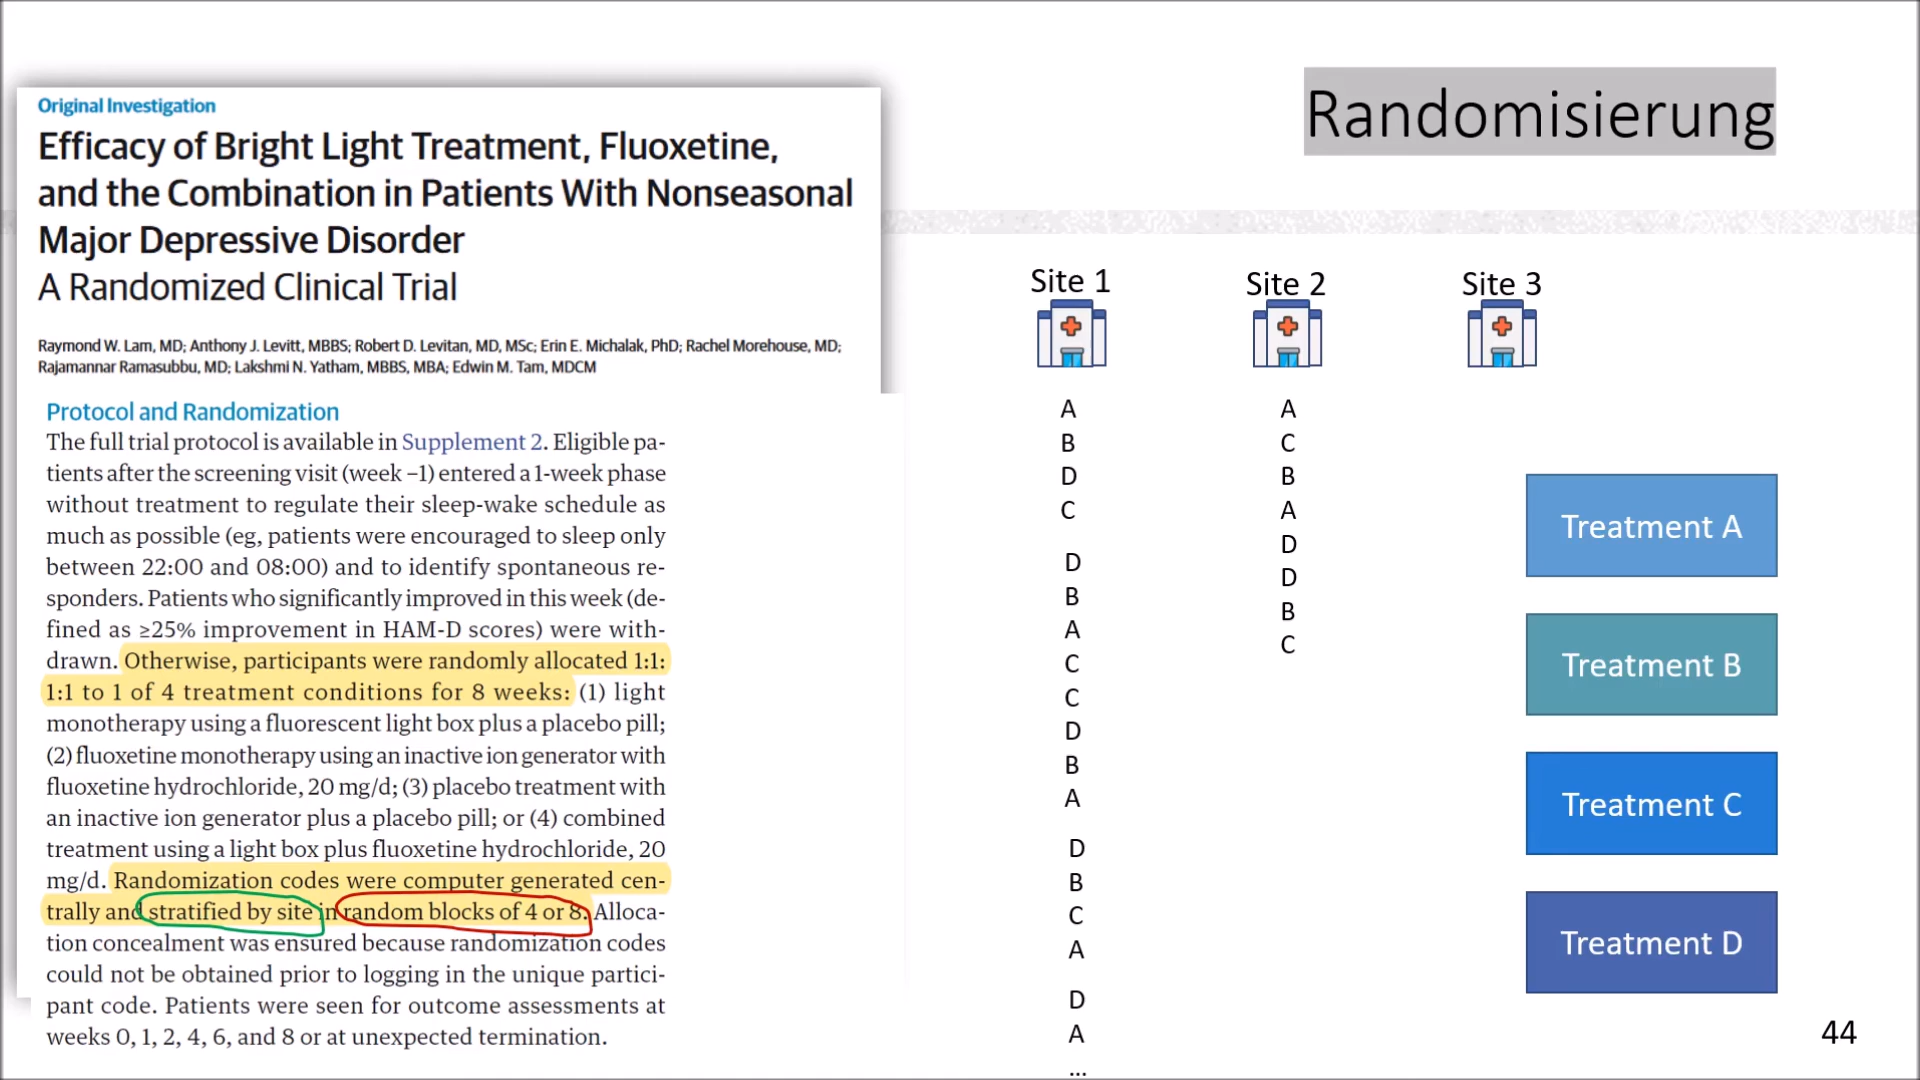 Original Investigation
Efficacy of Bright Light Treatment, Fluoxetine,
and the Combination in Patients With Nonseasonal
Major Depressive Disorder
A Randomized Clinical Trial
Raymond W. Lam, MD; Anthony J. Levitt, MBBS; Robert D. Levitan, MD, MSc; Erin E. Michalak, PhD; Rachel Morehouse, MD;
Rajamannar Ramasubbu, MD; Lakshmi N. Yatham, MBBS, MBA; Edwin M. Tam, MDCM
Protocol and Randomization
The full trial protocol is available in Supplement 2. Eligible pa-
tients after the screening visit (week −1) entered a 1-week phase
without treatment to regulate their sleep-wake schedule as
much as possible (eg, patients were encouraged to sleep only
between 22:00 and 08:00) and to identify spontaneous re-
sponders. Patients who significantly improved in this week (de-
fined as ≥25% improvement in HAM-D scores) were with-
drawn. Otherwise, participants were randomly allocated 1:1:
1:1 to 1 of 4 treatment conditions for 8 weeks: (1) light
monotherapy using a fluorescent light box plus a placebo pill;
(2) fluoxetine monotherapy using an inactive ion generator with
fluoxetine hydrochloride, 20 mg/d; (3) placebo treatment with
an inactive ion generator plus a placebo pill; or (4) combined
treatment using a light box plus fluoxetine hydrochloride, 20
mg/d. Randomization codes were computer generated cen-
trally and stratified by site in random blocks of 4 or 8. Alloca-
tion concealment was ensured because randomization codes
could not be obtained prior to logging in the unique partici-
pant code. Patients were seen for outcome assessments at
weeks 0, 1, 2, 4, 6, and 8 or at unexpected termination.
Randomisierung
Site 1
A
B
D
C
D
B
A
C
C
D
B
A
D
B
C
A
D
A
...
Site 2
A
C
B
A
D
D
B
C
Site 3
Treatment A
Treatment B
Treatment C
Treatment D
44